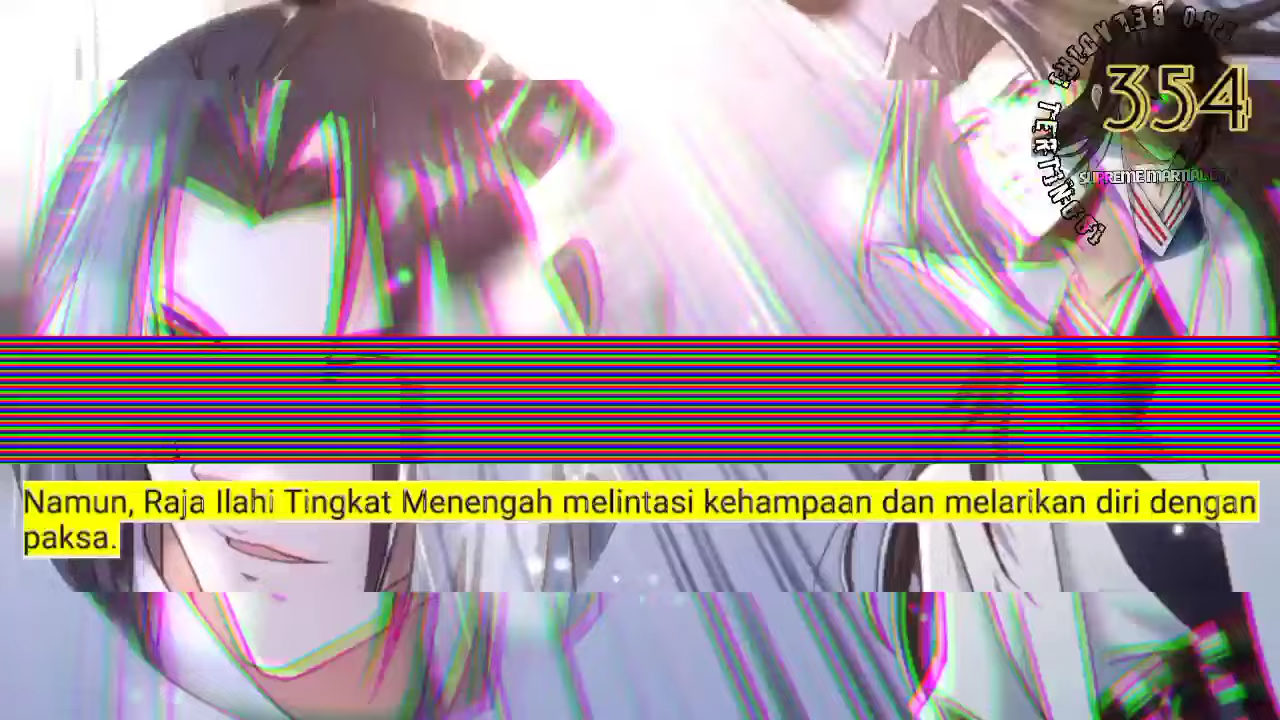 354
SUPREME MARTIAL
Namun, Raja Ilahi Tingkat Menengah melintasi kehampaan dan melarikan diri dengan
paksa.